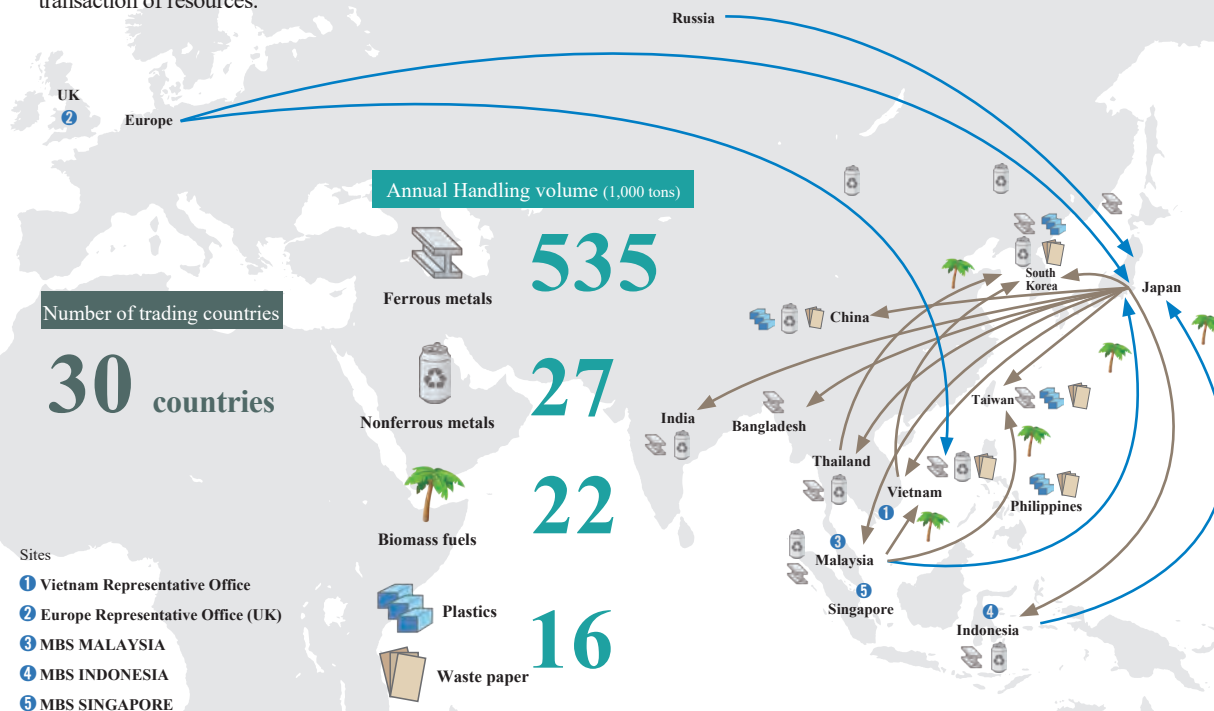 transaction of resources.
Russia
UK
2
Europe
Annual Handling volume (1,000 tons)
Ferrous metals
535
South
Korea
Japan
Number of trading countries
30 countries
China
Nonferrous metals
27
India
Bangladesh
Taiwan
Thailand
Vietnam
1
Philippines
Biomass fuels
22
3
Malaysia
5
Singapore
4
Indonesia
Plastics
Waste paper
16
Sites
1 Vietnam Representative Office
2 Europe Representative Office (UK)
3 MBS MALAYSIA
4 MBS INDONESIA
5 MBS SINGAPORE